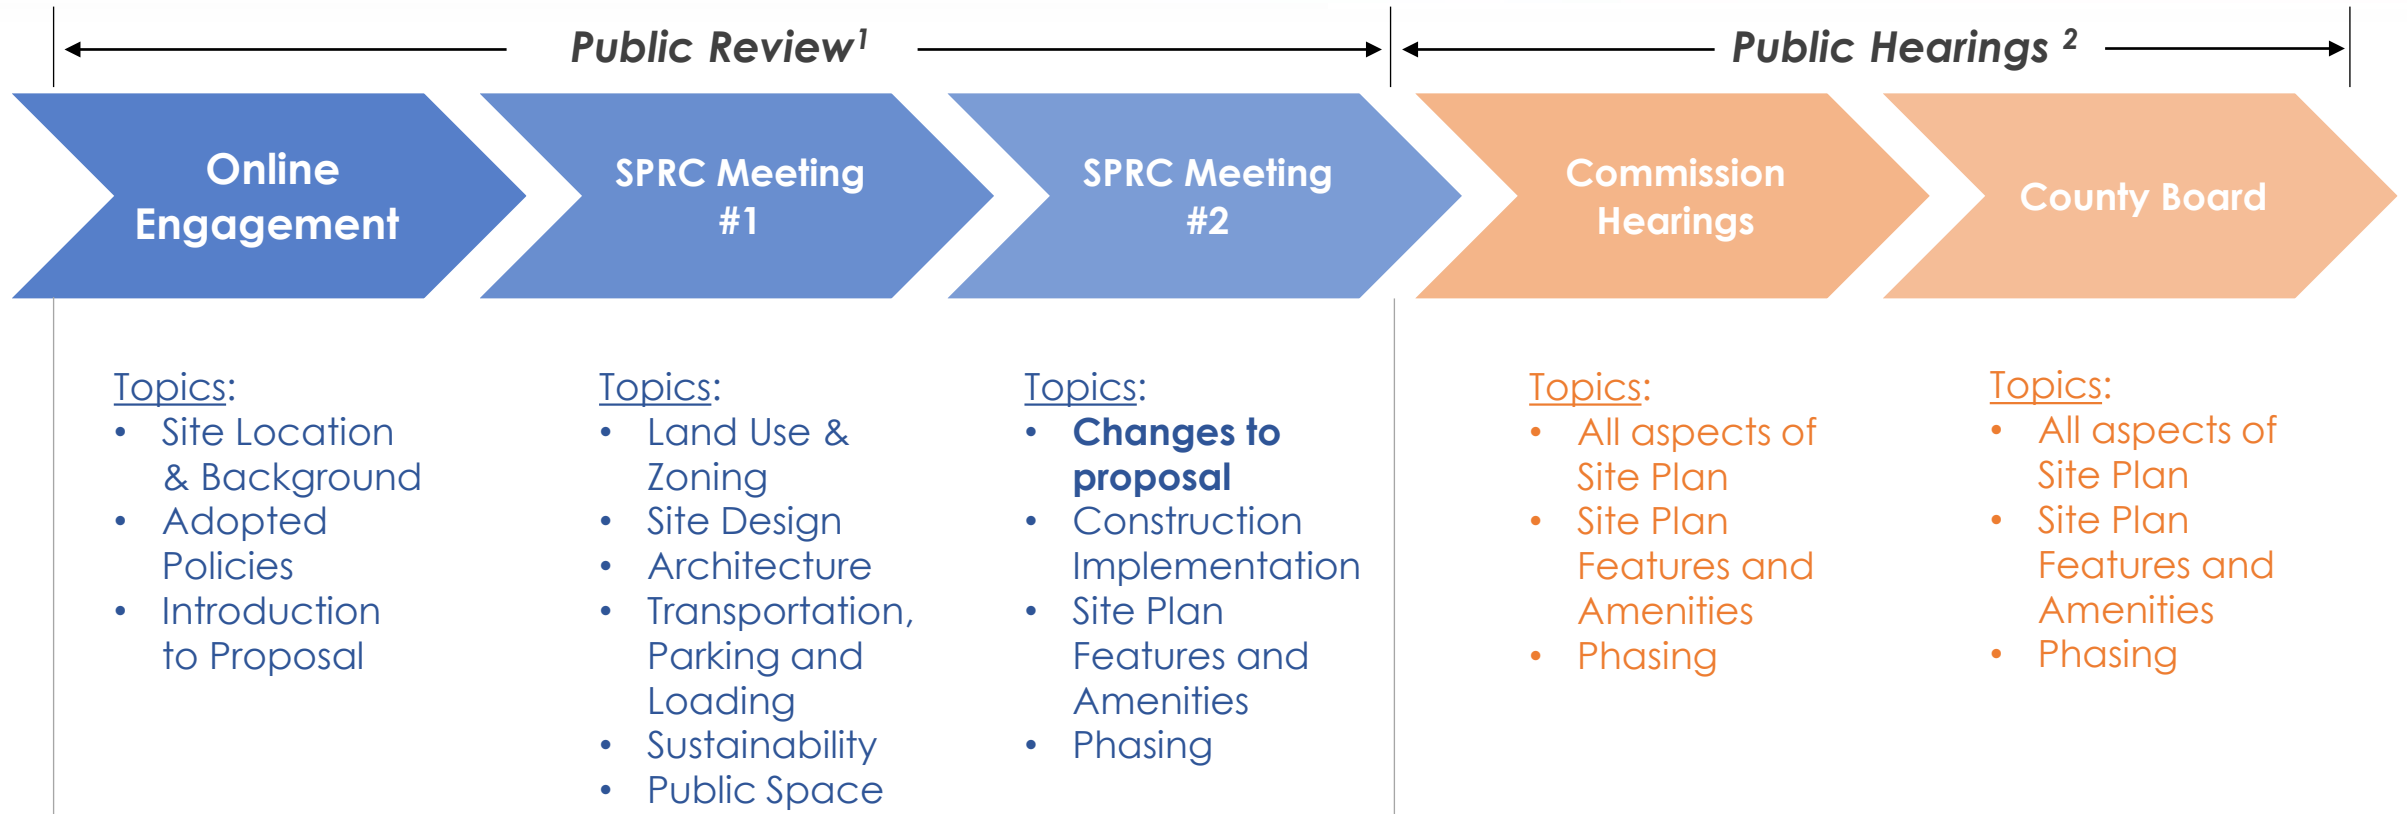 Public Review¹
Public Hearings ²
Online
Engagement
SPRC Meeting
#1
SPRC Meeting
#2
Commission
Hearings
County Board
Topics:
• Site Location
& Background
• Adopted
Policies
• Introduction
to Proposal
Topics:
• Land Use &
Zoning
• Site Design
• Architecture
• Transportation,
Parking and
Loading
• Sustainability
• Public Space
Topics:
• Changes to
proposal
• Construction
Implementation
• Site Plan
Features and
Amenities
• Phasing
Topics:
• All aspects of
Site Plan
• Site Plan
Features and
Amenities
• Phasing
Topics:
• All aspects of
Site Plan
• Site Plan
Features and
Amenities
• Phasing